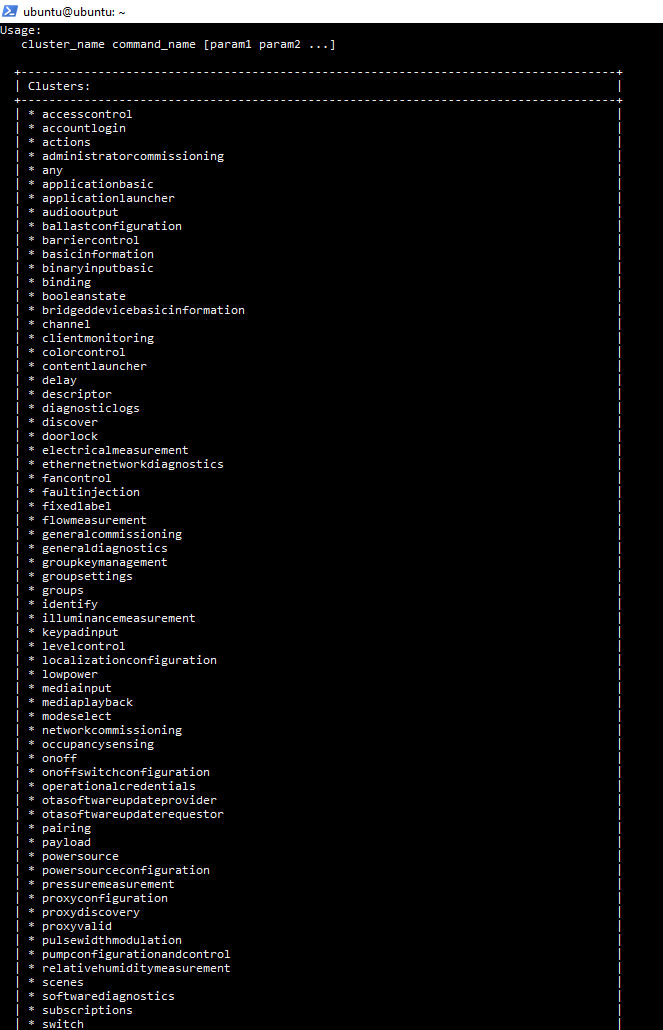 ubuntu@ubuntu: ~
Usage:
cluster_name command_name [param1 param2 ...]
+-------------------------------------------------------------------------------------+
| Clusters: |
+-------------------------------------------------------------------------------------+
| * accesscontrol |
| * accountlogin |
| * actions |
| * administratorcommissioning |
| * any |
| * applicationbasic |
| * applicationlauncher |
| * audiooutput |
| * ballastconfiguration |
| * barriercontrol |
| * basicinformation |
| * binaryinputbasic |
| * binding |
| * booleanstate |
| * bridgeddevicebasicinformation |
| * channel |
| * clientmonitoring |
| * colorcontrol |
| * contentlauncher |
| * delay |
| * descriptor |
| * diagnosticlogs |
| * discover |
| * doorlock |
| * electricalmeasurement |
| * ethernetnetworkdiagnostics |
| * fancontrol |
| * faultinjection |
| * fixedlabel |
| * flowmeasurement |
| * generalcommissioning |
| * generaldiagnostics |
| * groupkeymanagement |
| * groupsettings |
| * groups |
| * identify |
| * illuminancemeasurement |
| * keypadinput |
| * levelcontrol |
| * localizationconfiguration |
| * lowpower |
| * mediainput |
| * mediaplayback |
| * modeselect |
| * networkcommissioning |
| * occupancysensing |
| * onoff |
| * onoffswitchconfiguration |
| * operationalcredentials |
| * otasoftwareupdateprovider |
| * otasoftwareupdaterequestor |
| * pairing |
| * payload |
| * powersource |
| * powersourceconfiguration |
| * pressuremeasurement |
| * proxyconfiguration |
| * proxydiscovery |
| * proxyvalid |
| * pulsewidthmodulation |
| * pumpconfigurationandcontrol |
| * relativehumiditymeasurement |
| * scenes |
| * softwarediagnostics |
| * subscriptions |
| * switch |